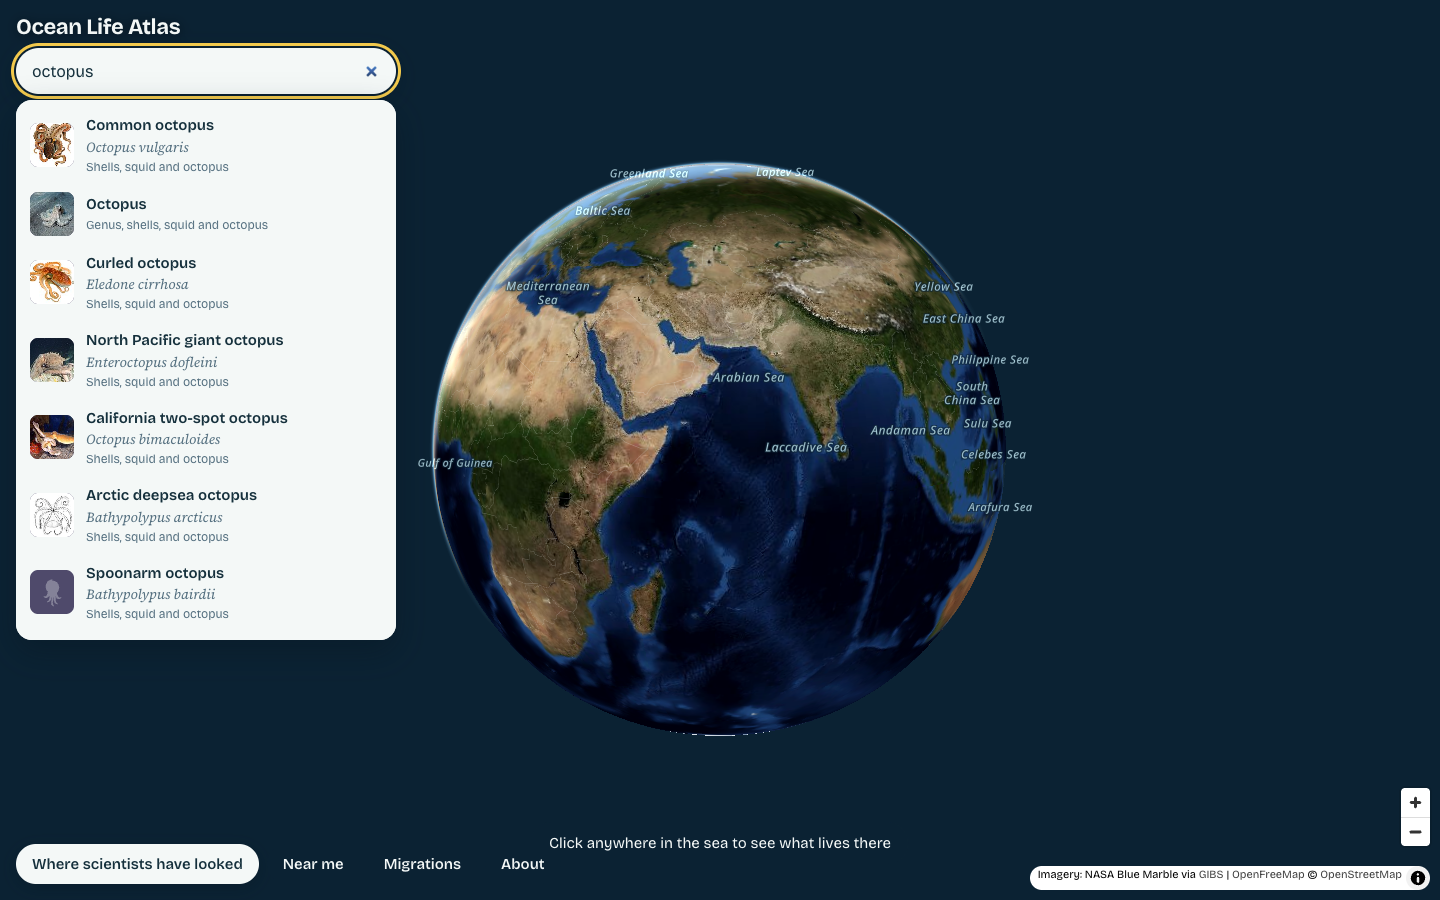 Ocean Life Atlas
octopus
Common octopus
Octopus vulgaris
Shells, squid and octopus
Octopus
Genus, shells, squid and octopus
Curled octopus
Eledone cirrhosa
Shells, squid and octopus
North Pacific giant octopus
Enteroctopus dofleini
Shells, squid and octopus
California two-spot octopus
Octopus bimaculoides
Shells, squid and octopus
Arctic deepsea octopus
Bathypolypus arcticus
Shells, squid and octopus
Spoonarm octopus
Bathypolypus bairdii
Shells, squid and octopus
Greenland Sea
Laptev Sea
Baltic Sea
Mediterranean
Sea
Yellow Sea
East China Sea
Philippine Sea
Arabian Sea
South
China Sea
Sulu Sea
Andaman Sea
Laccadive Sea
Celebes Sea
Gulf of Guinea
Arafura Sea
Click anywhere in the sea to see what lives there
Where scientists have looked
Near me
Migrations
About
Imagery: NASA Blue Marble via GIBS | OpenFreeMap © OpenStreetMap